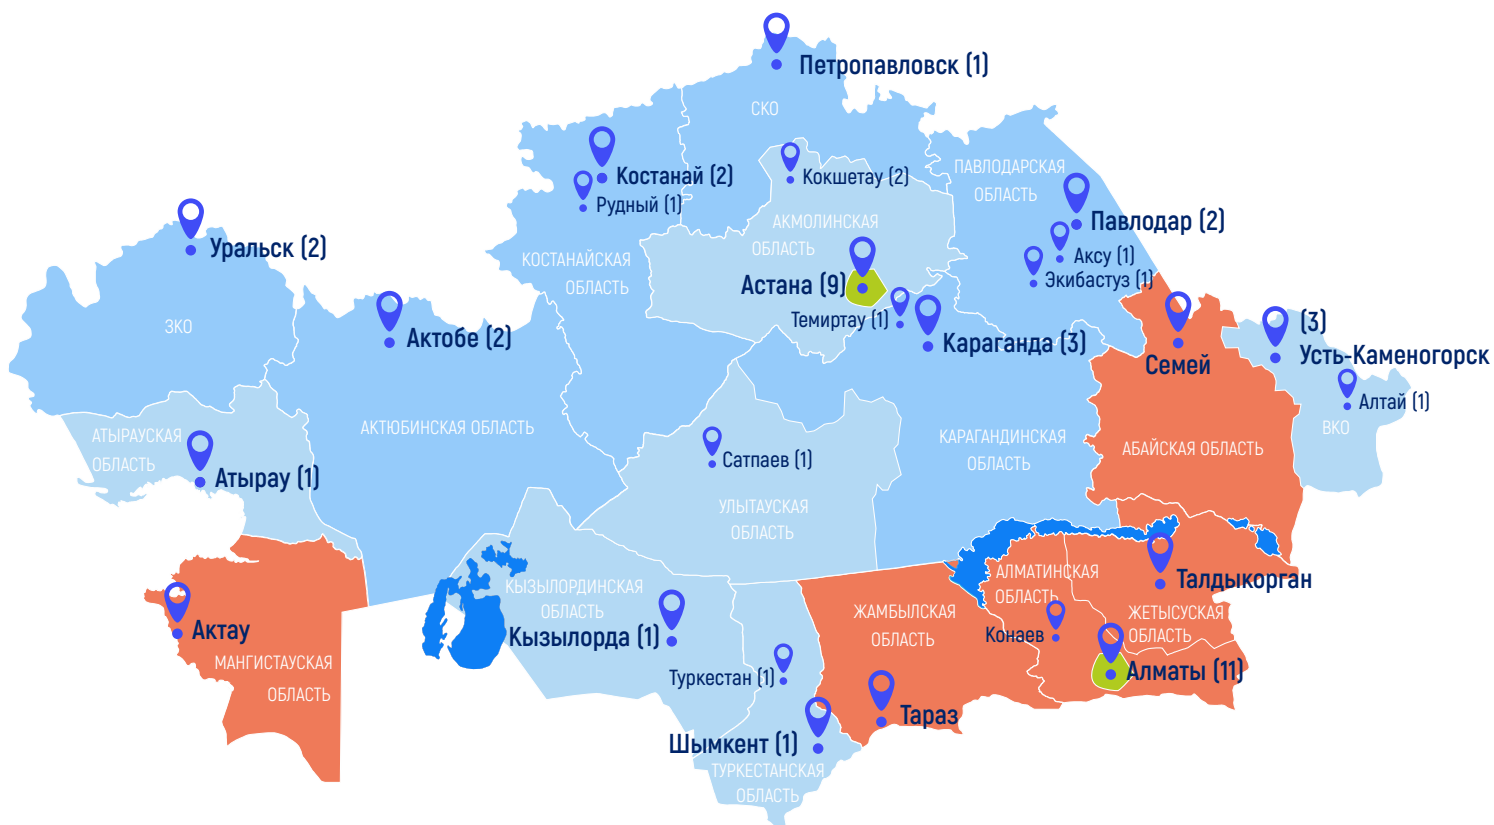 Петропавловск (1)
СКО
Костанай (2)
Рудный (1)
Кокшетау (2)
ПАВЛОДАРСКАЯ
ОБЛАСТЬ
Павлодар (2)
АКМОЛИНСКАЯ
ОБЛАСТЬ
Уральск (2)
КОСТАНАЙСКАЯ
ОБЛАСТЬ
Аксу (1)
Экибастуз (1)
Астана (9)
Темиртау (1)
ЗКО
Актобе (2)
Караганда (3)
Семей
(3)
Усть-Каменогорск
Алтай (1)
ВКО
АТЫРАУСКАЯ
ОБЛАСТЬ
АКТЮБИНСКАЯ ОБЛАСТЬ
КАРАГАНДИНСКАЯ
ОБЛАСТЬ
АБАЙСКАЯ ОБЛАСТЬ
Атырау (1)
Сатпаев (1)
УЛЫТАУСКАЯ
ОБЛАСТЬ
КЫЗЫЛОРДИНСКАЯ
ОБЛАСТЬ
Кызылорда (1)
ЖАМБЫЛСКАЯ
ОБЛАСТЬ
АЛМАТИНСКАЯ
ОБЛАСТЬ
Талдыкорган
ЖЕТЫСУСКАЯ
ОБЛАСТЬ
Конаев
Актау
МАНГИСТАУСКАЯ
ОБЛАСТЬ
Туркестан (1)
Алматы (11)
Тараз
Шымкент (1)
ТУРКЕСТАНСКАЯ
ОБЛАСТЬ